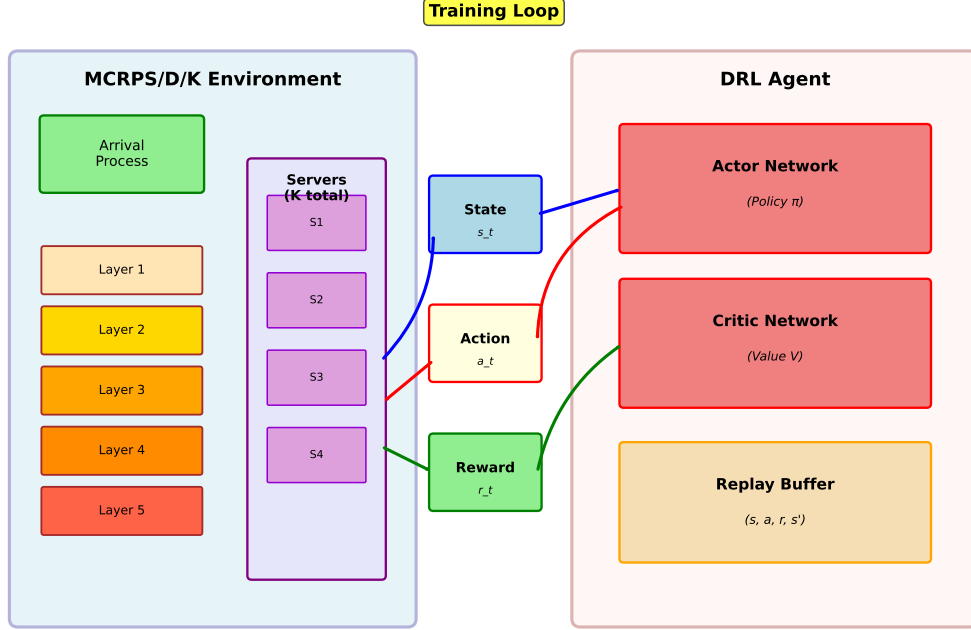 Training Loop
MCRPS/D/K Environment
Arrival
Process
Layer 1
Layer 2
Layer 3
Layer 4
Layer 5
Servers
(K total)
S1
S2
S3
S4
State
s_t
Action
a_t
Reward
r_t
DRL Agent
Actor Network
(Policy π)
Critic Network
(Value V)
Replay Buffer
(s, a, r, s')